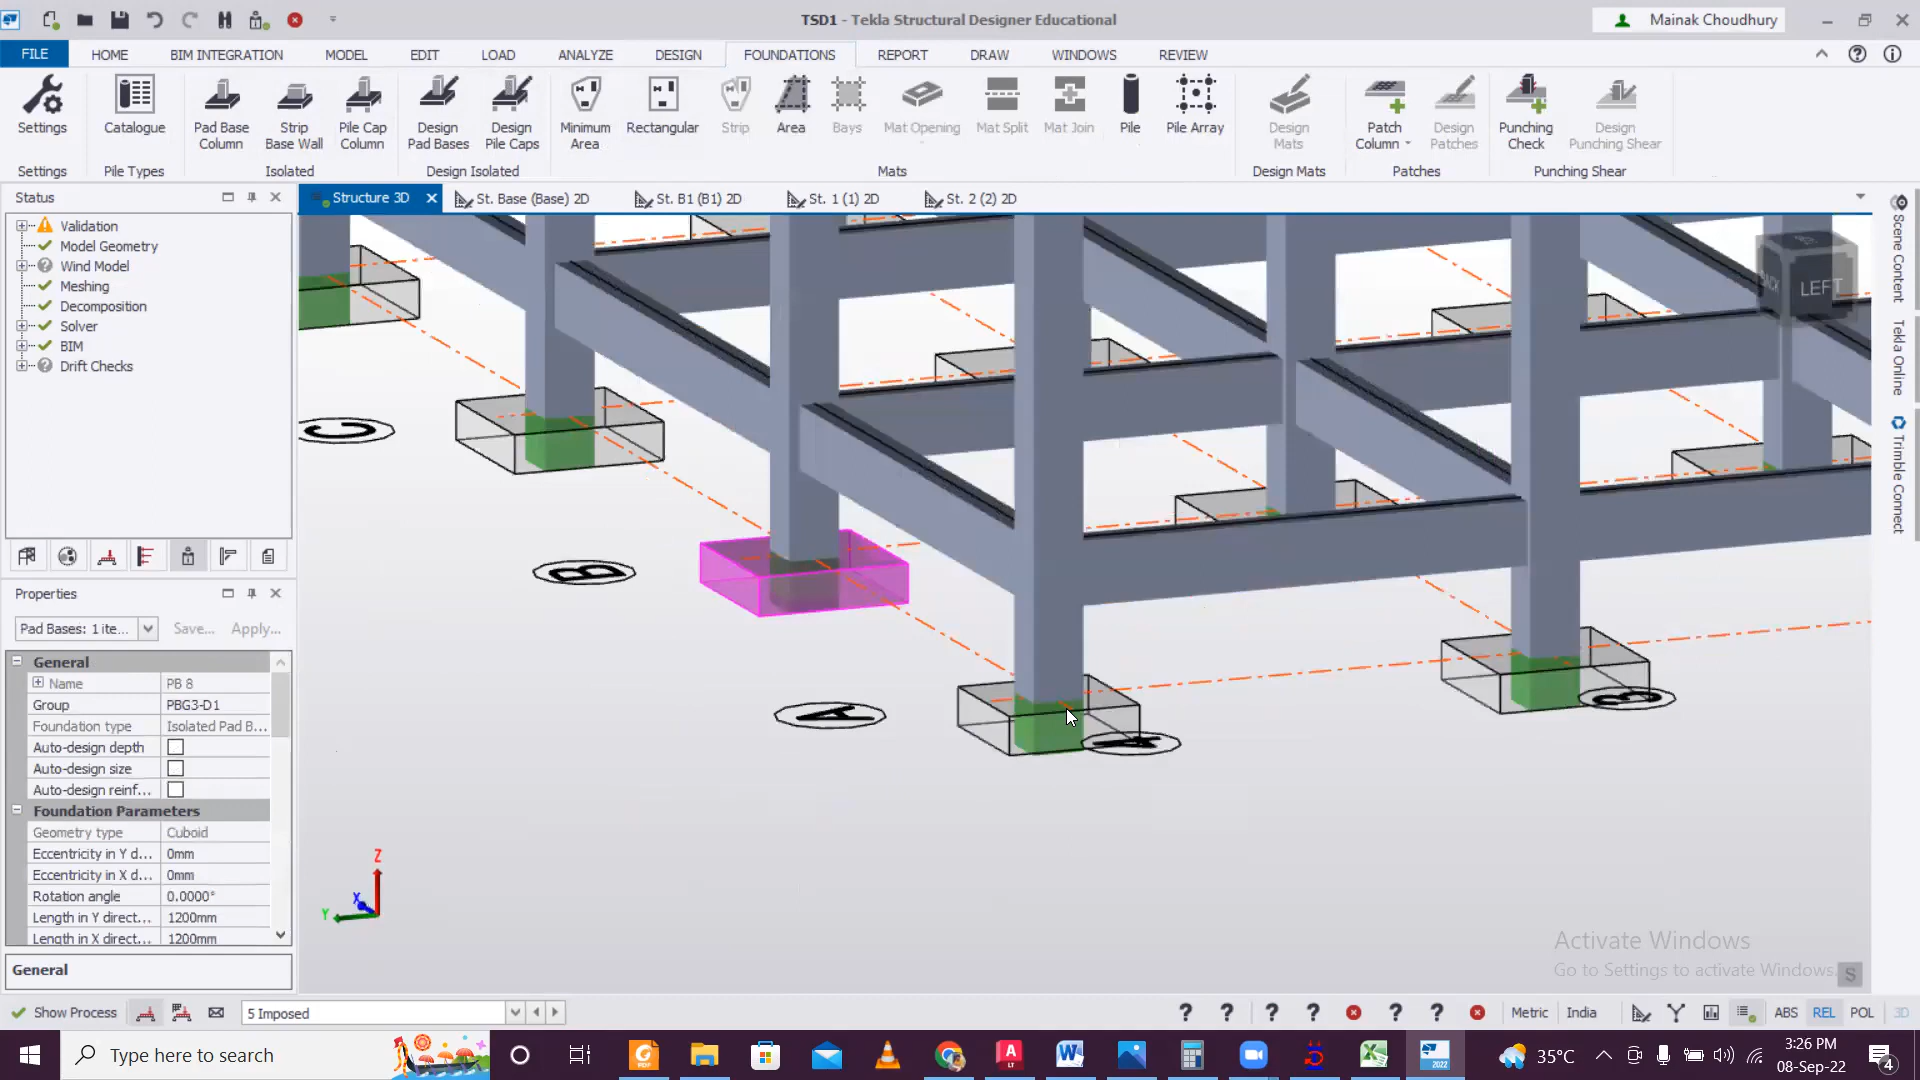 TSD1 - Tekla Structural Designer Educational
Mainak Choudhury
FILE HOME BIM INTEGRATION MODEL EDIT LOAD ANALYZE DESIGN FOUNDATIONS REPORT DRAW WINDOWS REVIEW
Settings
Catalogue
Pad Base Column
Strip Base Wall
Pile Cap Column
Design Pad Bases
Design Pile Caps
Minimum Area
Rectangular
Strip
Area
Bays
Mat Opening
Mat Split
Mat Join
Pile
Pile Array
Design Mats
Patch Column
Design Patches
Punching Check
Design Punching Shear
Settings Pile Types Isolated Design Isolated Mats Design Mats Patches Punching Shear
Status
Structure 3D
St. Base (Base) 2D
St. B1 (B1) 2D
St. 1 (1) 2D
St. 2 (2) 2D
Validation
Model Geometry
Wind Model
Meshing
Decomposition
Solver
BIM
Drift Checks
Properties
Pad Bases: 1 ite...
Save...
Apply...
General
Name PB 8
Group PBG3-D1
Foundation type Isolated Pad B...
Auto-design depth
Auto-design size
Auto-design reinf...
Foundation Parameters
Geometry type Cuboid
Eccentricity in Y d... 0mm
Eccentricity in X d... 0mm
Rotation angle 0.0000°
Length in Y direct... 1200mm
Length in X direct... 1200mm
General
C
B
A
BACK
LEFT
Z
X
Y
Scene Content
Tekla Online
Trimble Connect
Activate Windows
Go to Settings to activate Windows.
S
Show Process
5 Imposed
Metric India
ABS REL POL 3D
Type here to search
PDF
LT
2022
35°C
3:26 PM
08-Sep-22
4